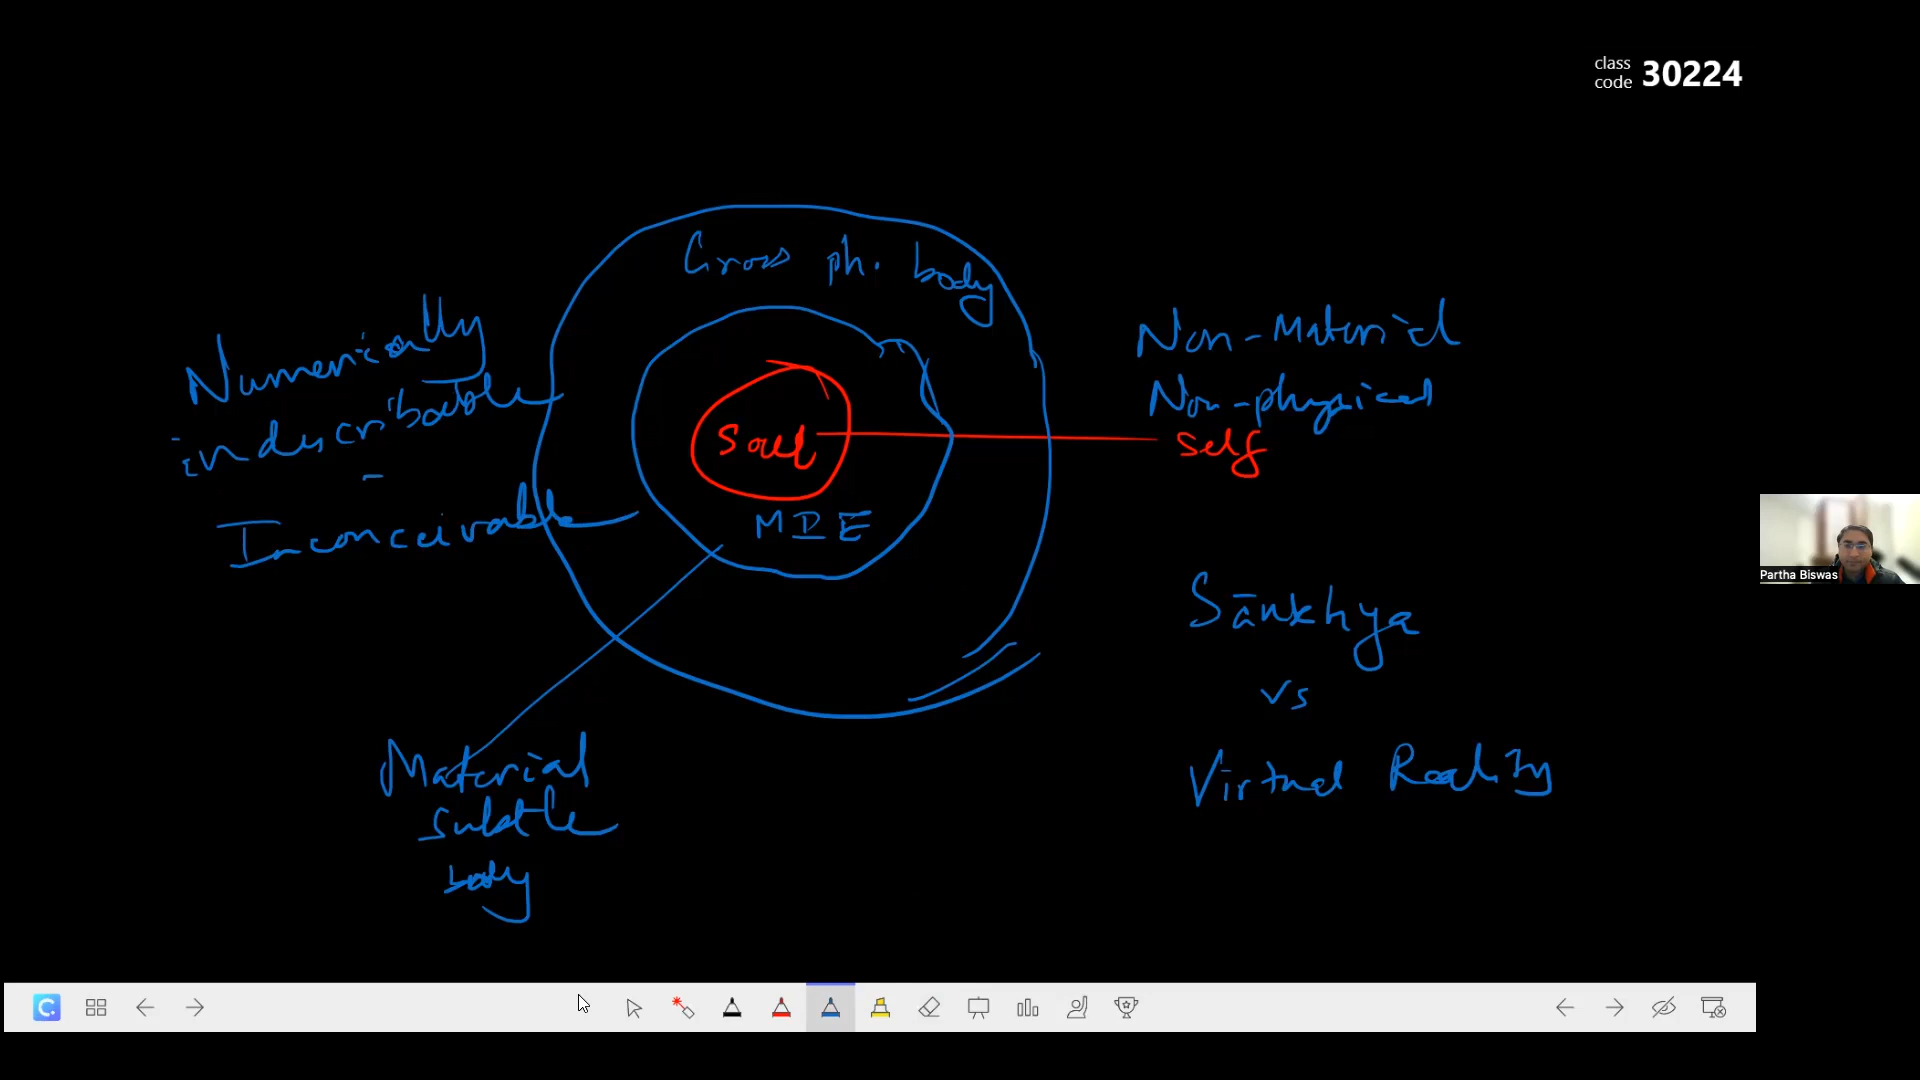 class
code 30224
Gross ph. body
Numerically
indescribable
-
Inconceivable
Soul
MIE
Non-Material
Non-physical
self
Sānkhya
vs
Virtual Reality
Material
subtle
body
Partha Biswas